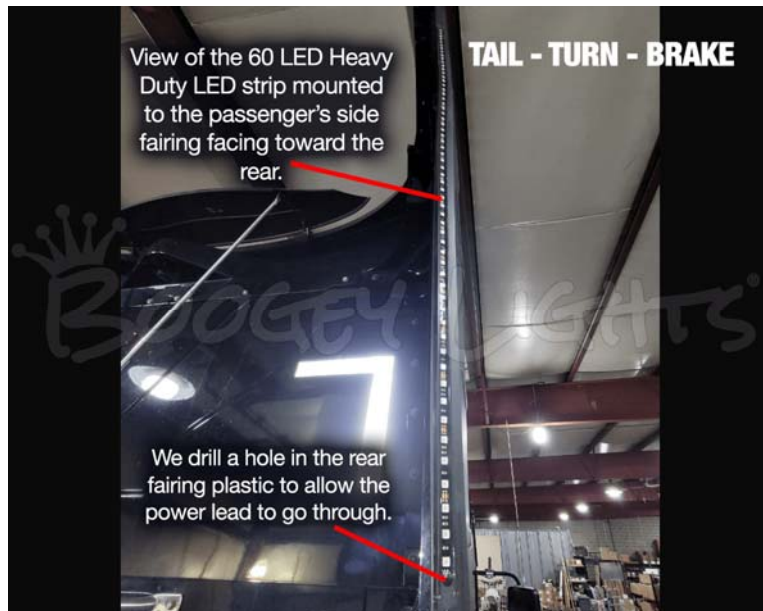 TAIL - TURN - BRAKE
View of the 60 LED Heavy
Duty LED strip mounted
to the passenger's side
fairing facing toward the
rear.
BOOGEY LIGHTS®
We drill a hole in the rear
fairing plastic to allow the
power lead to go through.